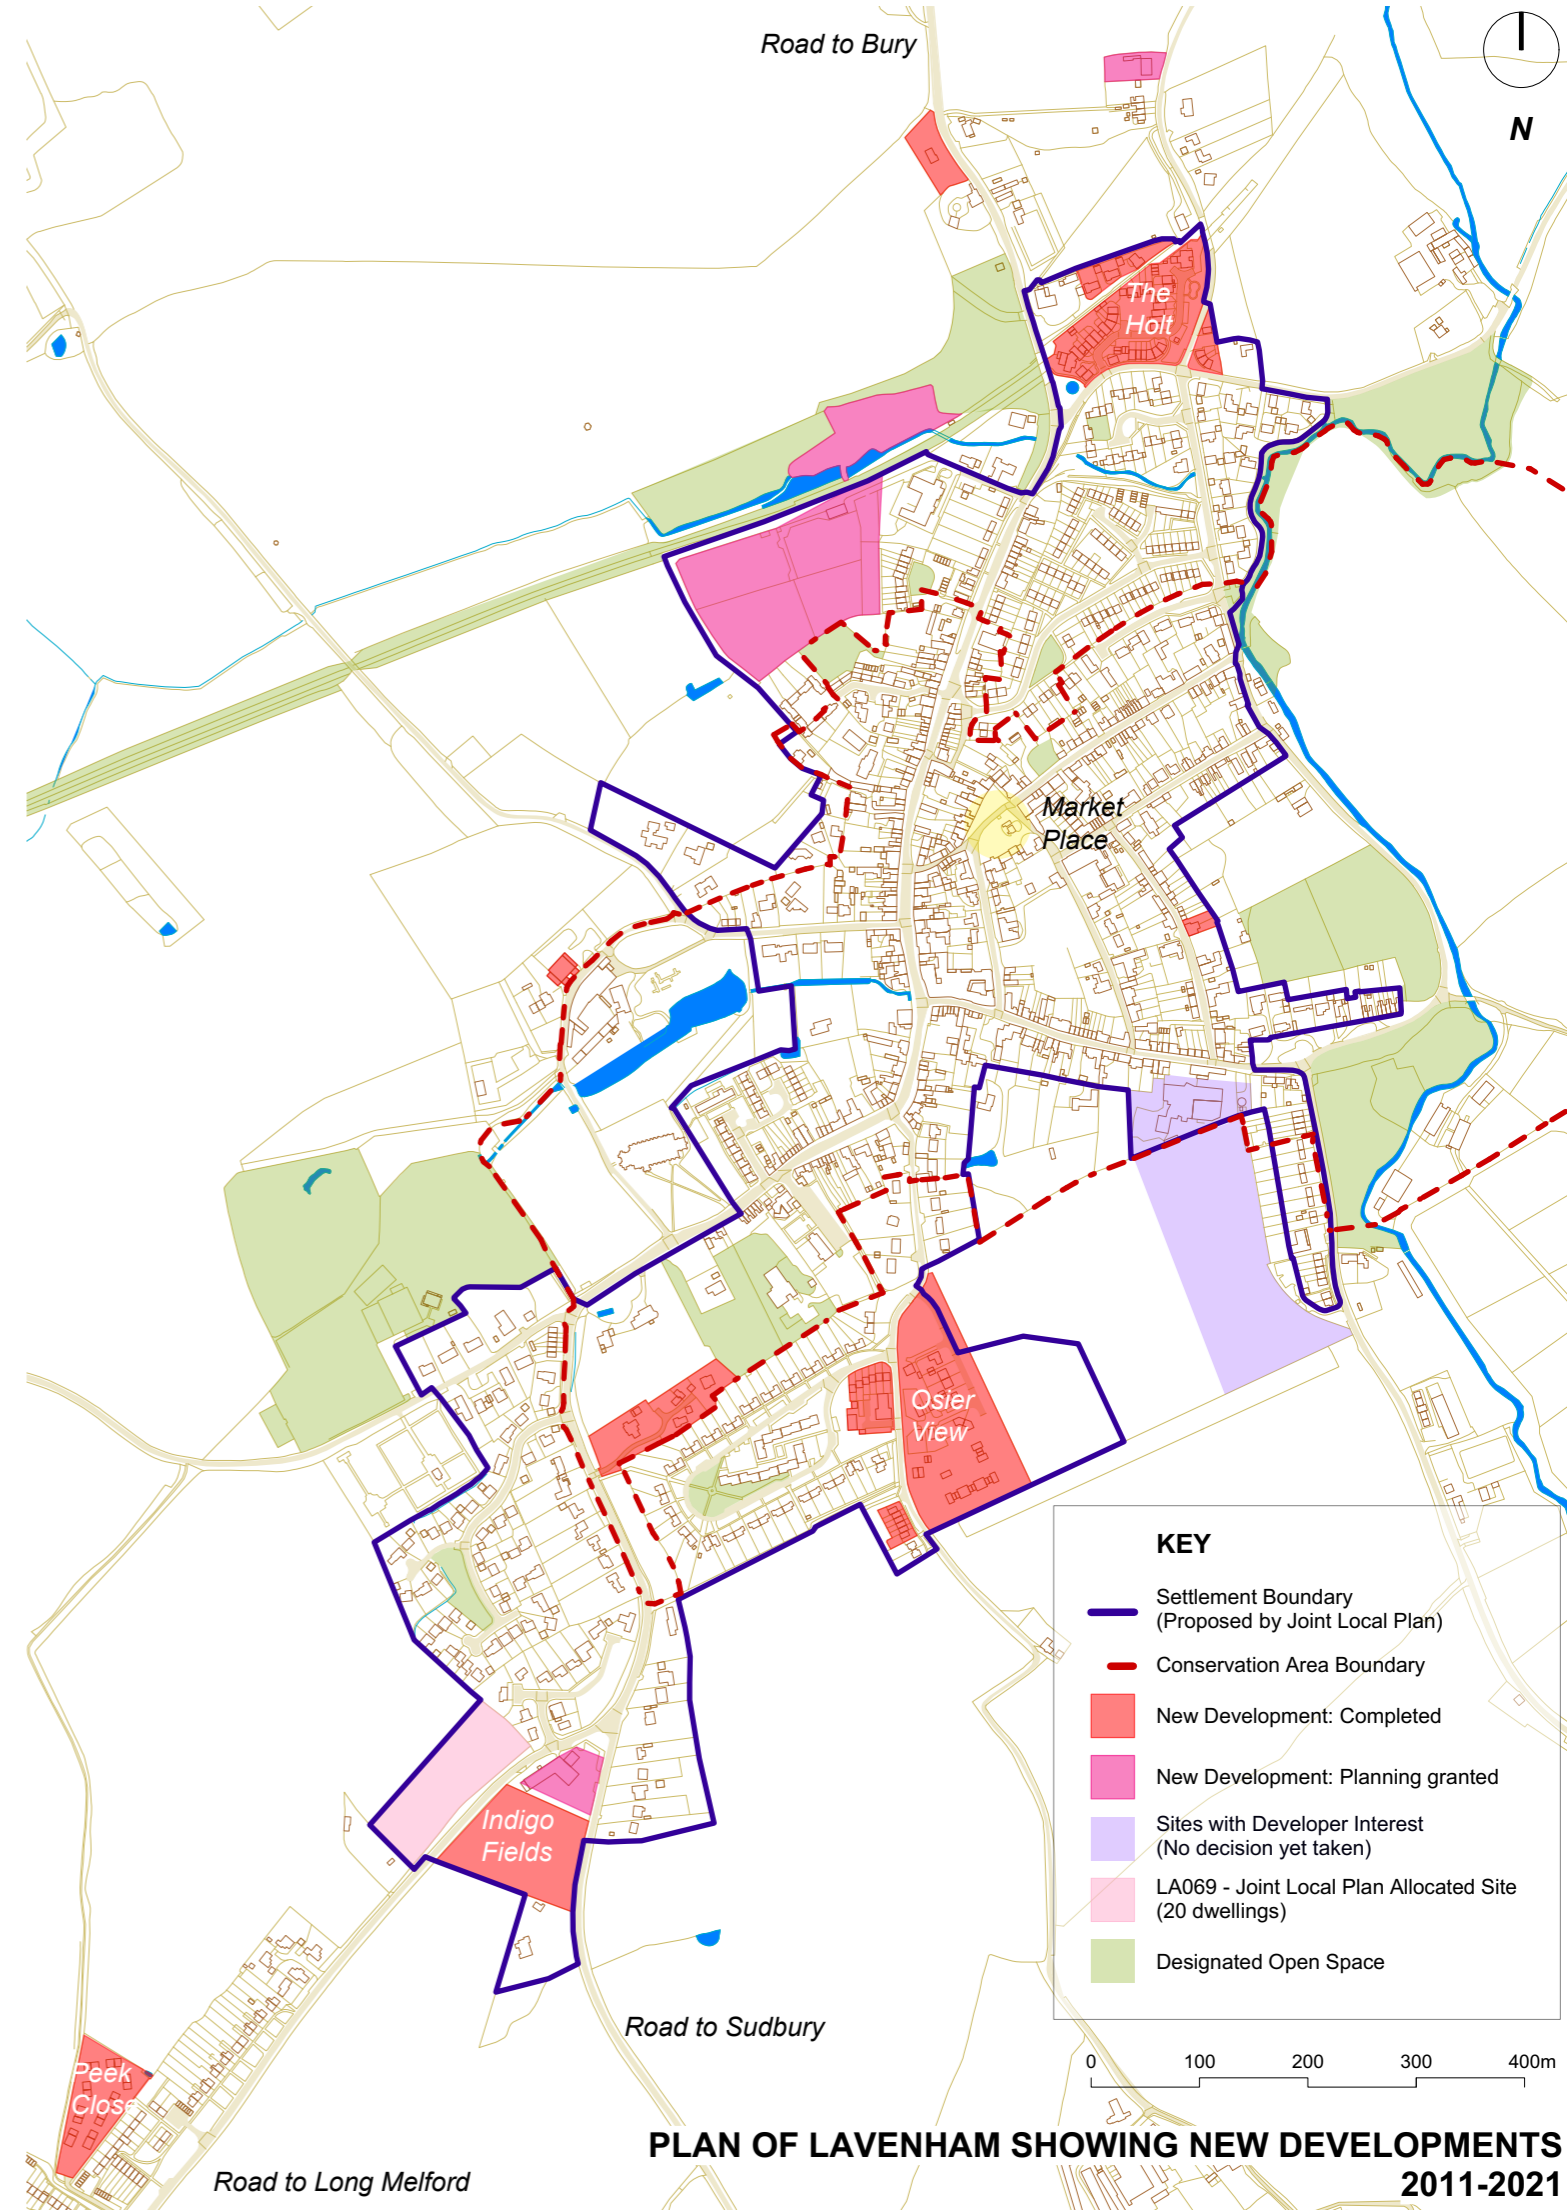 Road to Bury
N
The
Holt
Market
Place
Osier
View
Indigo
Fields
Peek
Close
Road to Sudbury
Road to Long Melford
KEY
Settlement Boundary
(Proposed by Joint Local Plan)
Conservation Area Boundary
New Development: Completed
New Development: Planning granted
Sites with Developer Interest
(No decision yet taken)
LA069 - Joint Local Plan Allocated Site
(20 dwellings)
Designated Open Space
0 100 200 300 400m
PLAN OF LAVENHAM SHOWING NEW DEVELOPMENTS
2011-2021